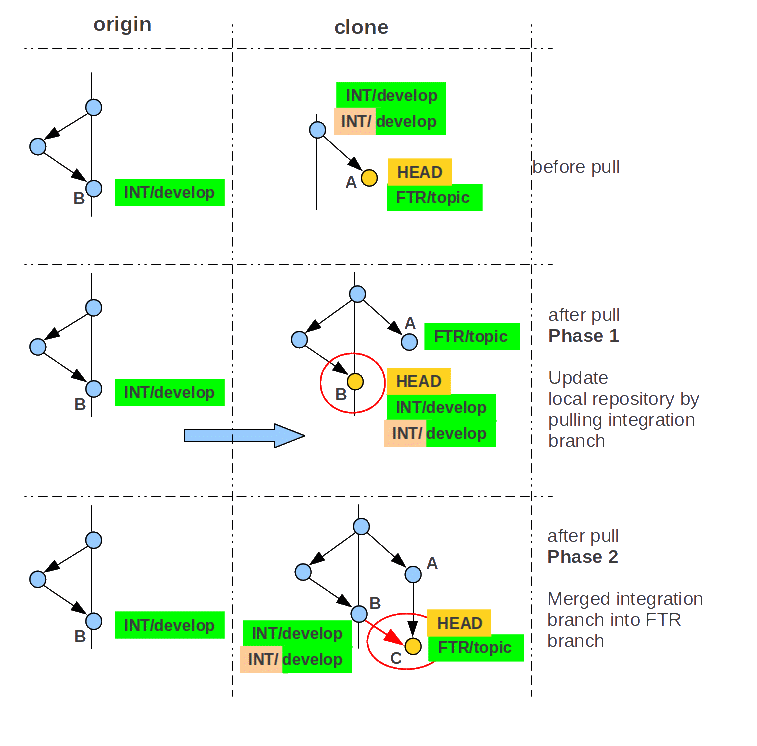 origin
clone
INT/develop
INT/ develop
HEAD
FTR/topic
A
B
INT/develop
before pull
after pull
Phase 1
Update
local repository by
pulling integration
branch
A
FTR/topic
B
HEAD
INT/develop
INT/ develop
B
INT/develop
after pull
Phase 2
Merged integration
branch into FTR
branch
A
B
HEAD
FTR/topic
C
INT/develop
INT/ develop
B
INT/develop